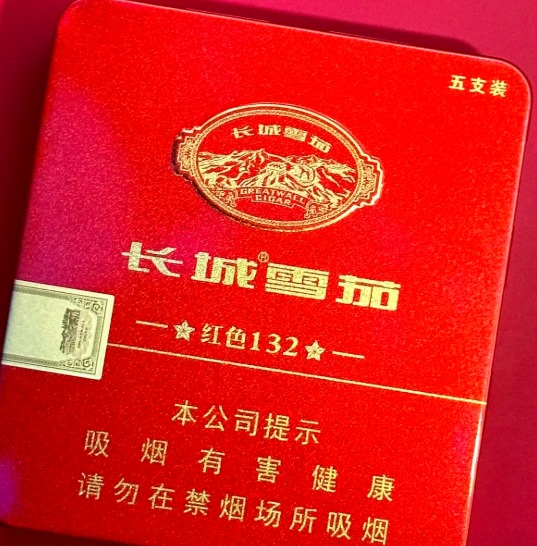 五支装
长城雪茄
GREATWALL
CIGAR
长城®雪茄
红色132
本公司提示
吸烟有害健康
请勿在禁烟场所吸烟